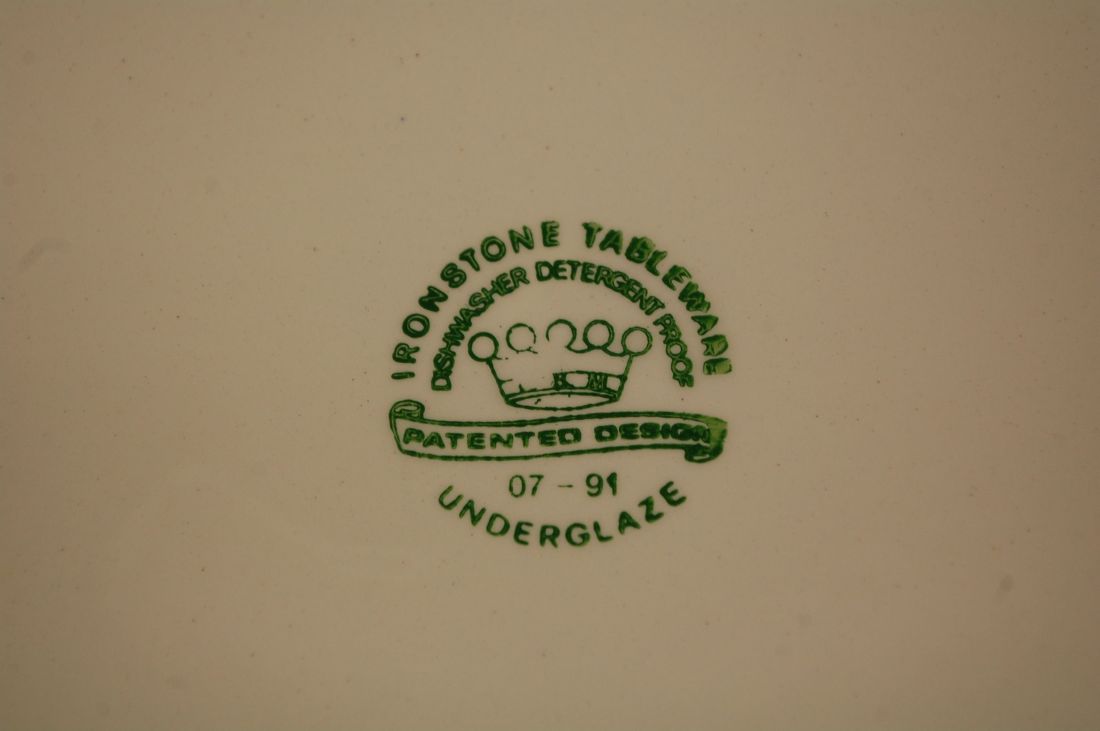 IRONSTONE TABLEWARE
DISHWASHER DETERGENT PROOF
PATENTED DESIGN
07 - 91
UNDERGLAZE